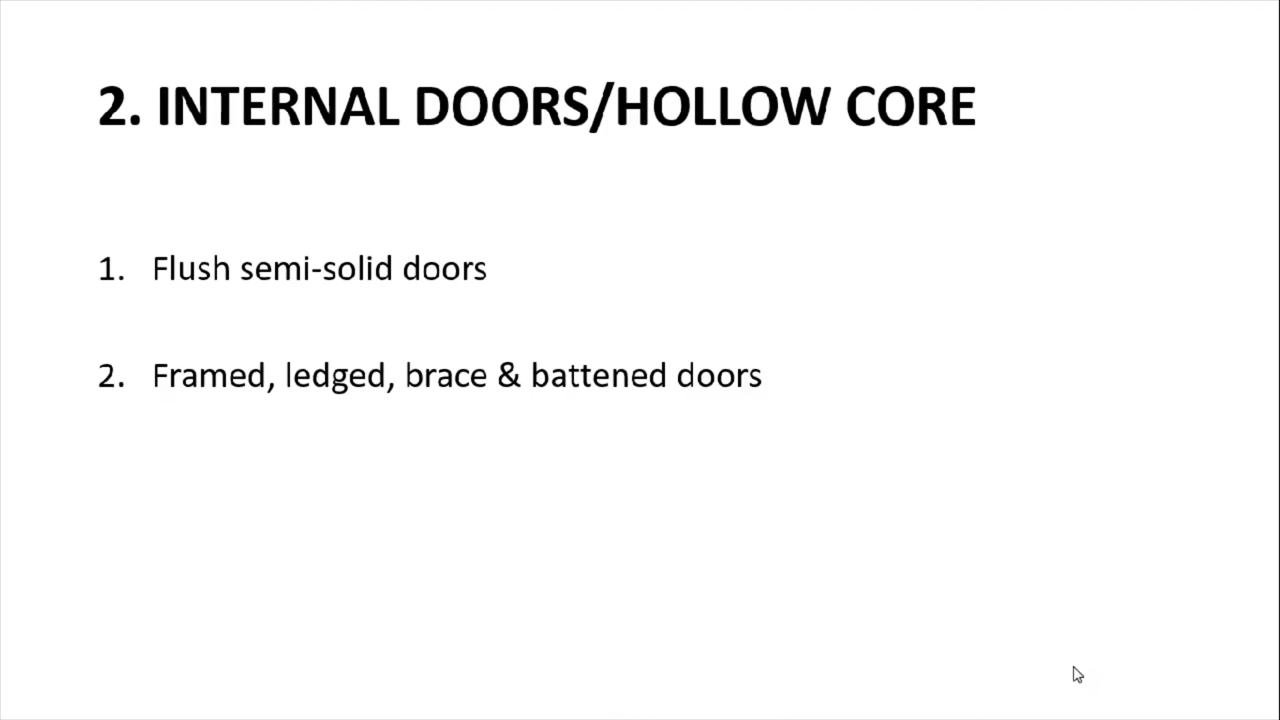 2. INTERNAL DOORS/HOLLOW CORE
1. Flush semi-solid doors
2. Framed, ledged, brace & battened doors